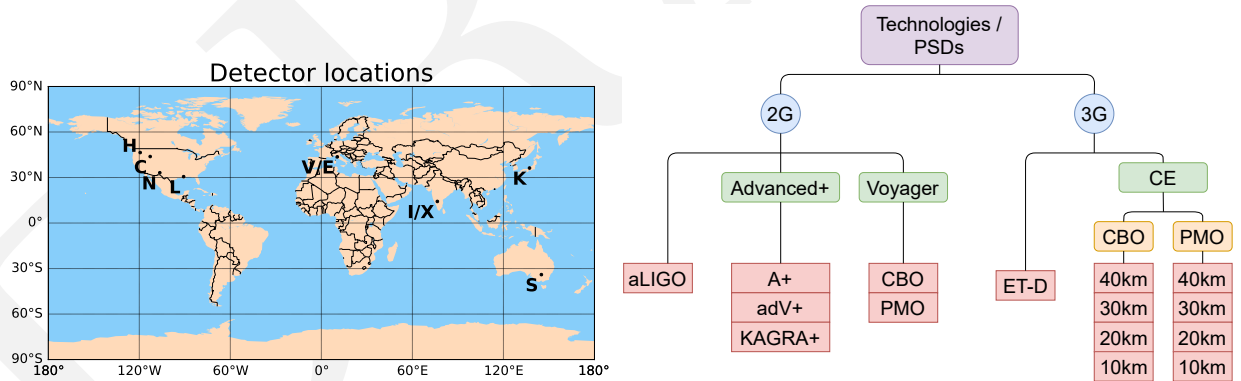 Detector locations
90°N
60°N
30°N
0°
30°S
60°S
90°S
180°
120°W
60°W
0°
60°E
120°E
180°
H
C
N
L
V/E
I/X
K
S
Technologies /
PSDs
2G
3G
Advanced+
Voyager
CE
CBO
PMO
aLIGO
A+
adV+
KAGRA+
CBO
PMO
ET-D
40km
30km
20km
10km
40km
30km
20km
10km